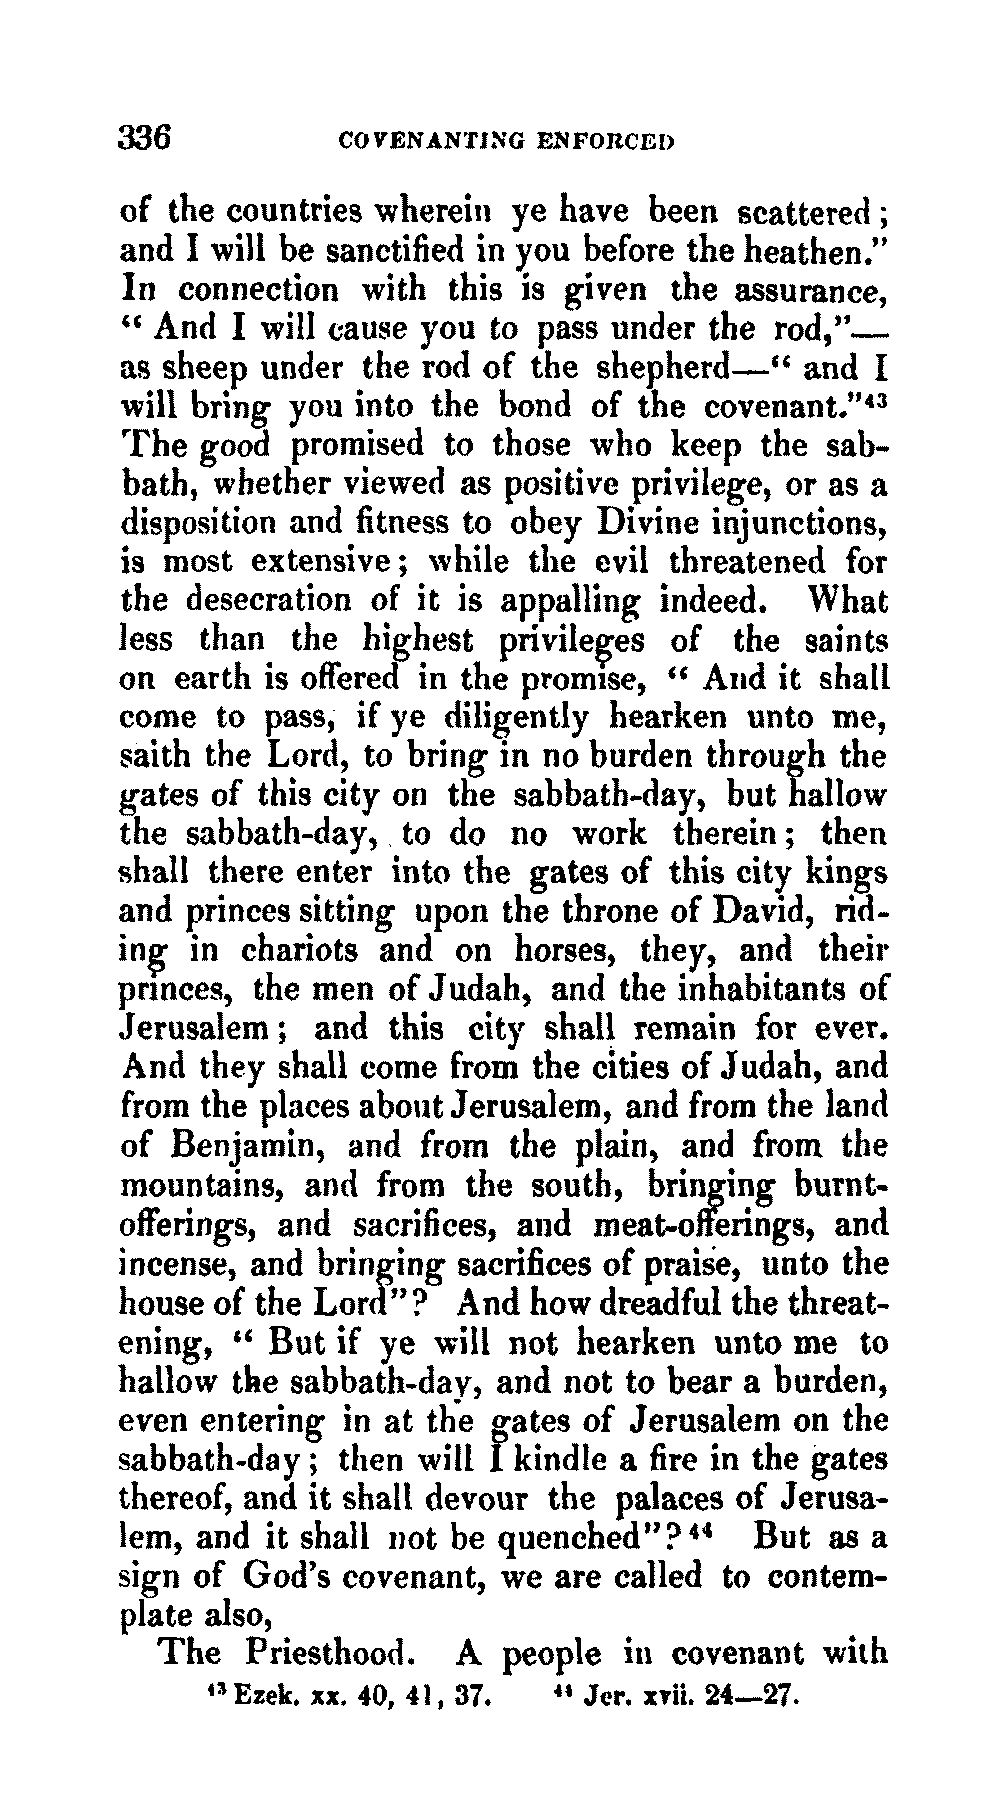 336 COVENANTING ENFORCED
of the countries wherein ye have been scattered;
and I will be sanctified in you before the heathen."
In connection with this is given the assurance,
“ And I will cause you to pass under the rod,”—
as sheep under the rod of the shepherd—“ and I
will bring you into the bond of the covenant.”⁴³
The good promised to those who keep the sab-
bath, whether viewed as positive privilege, or as a
disposition and fitness to obey Divine injunctions,
is most extensive; while the evil threatened for
the desecration of it is appalling indeed. What
less than the highest privileges of the saints
on earth is offered in the promise, “ And it shall
come to pass, if ye diligently hearken unto me,
saith the Lord, to bring in no burden through the
gates of this city on the sabbath-day, but hallow
the sabbath-day, to do no work therein; then
shall there enter into the gates of this city kings
and princes sitting upon the throne of David, rid-
ing in chariots and on horses, they, and their
princes, the men of Judah, and the inhabitants of
Jerusalem; and this city shall remain for ever.
And they shall come from the cities of Judah, and
from the places about Jerusalem, and from the land
of Benjamin, and from the plain, and from the
mountains, and from the south, bringing burnt-
offerings, and sacrifices, and meat-offerings, and
incense, and bringing sacrifices of praise, unto the
house of the Lord”? And how dreadful the threat-
ening, “ But if ye will not hearken unto me to
hallow the sabbath-day, and not to bear a burden,
even entering in at the gates of Jerusalem on the
sabbath-day; then will I kindle a fire in the gates
thereof, and it shall devour the palaces of Jerusa-
lem, and it shall not be quenched”?⁴⁴ But as a
sign of God’s covenant, we are called to contem-
plate also,
The Priesthood. A people in covenant with
⁴³ Ezek. xx. 40, 41, 37. ⁴⁴ Jer. xvii. 24—27.